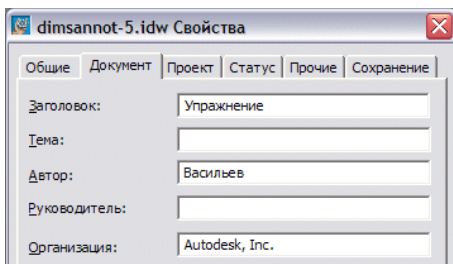 dimsannot-5.idw Свойства
Общие Документ Проект Статус Прочие Сохранение
Заголовок: Упражнение
Тема:
Автор: Васильев
Руководитель:
Организация: Autodesk, Inc.